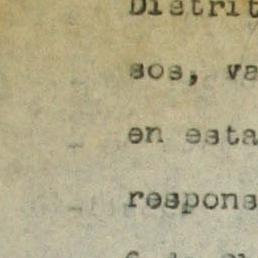 Distrit
sos, va
en esta
respons